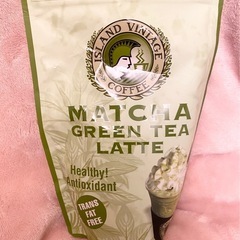 ISLAND VINTAGE
COFFEE
MATCHA
GREEN TEA
LATTE
Healthy!
Antioxidant
TRANS
FAT
FREE